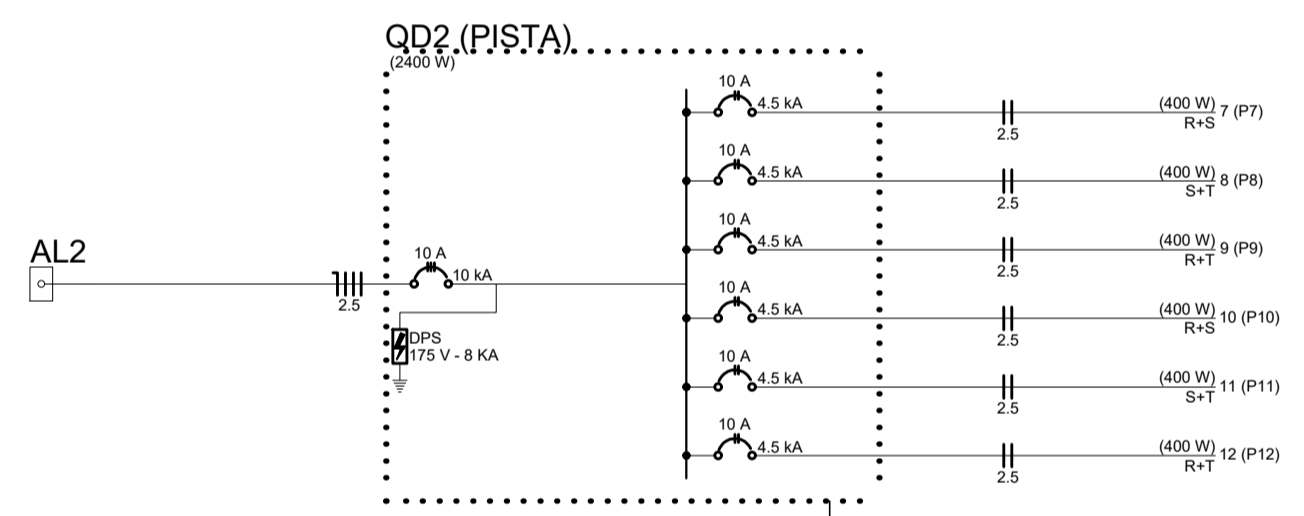 QD2 (PISTA)
(2400 W)
10 A
4.5 kA
2.5
(400 W)
R+S
7 (P7)
10 A
4.5 kA
2.5
(400 W)
S+T
8 (P8)
10 A
4.5 kA
2.5
(400 W)
R+T
9 (P9)
AL2
2.5
10 A
10 kA
DPS
175 V - 8 KA
10 A
4.5 kA
2.5
(400 W)
R+S
10 (P10)
10 A
4.5 kA
2.5
(400 W)
S+T
11 (P11)
10 A
4.5 kA
2.5
(400 W)
R+T
12 (P12)